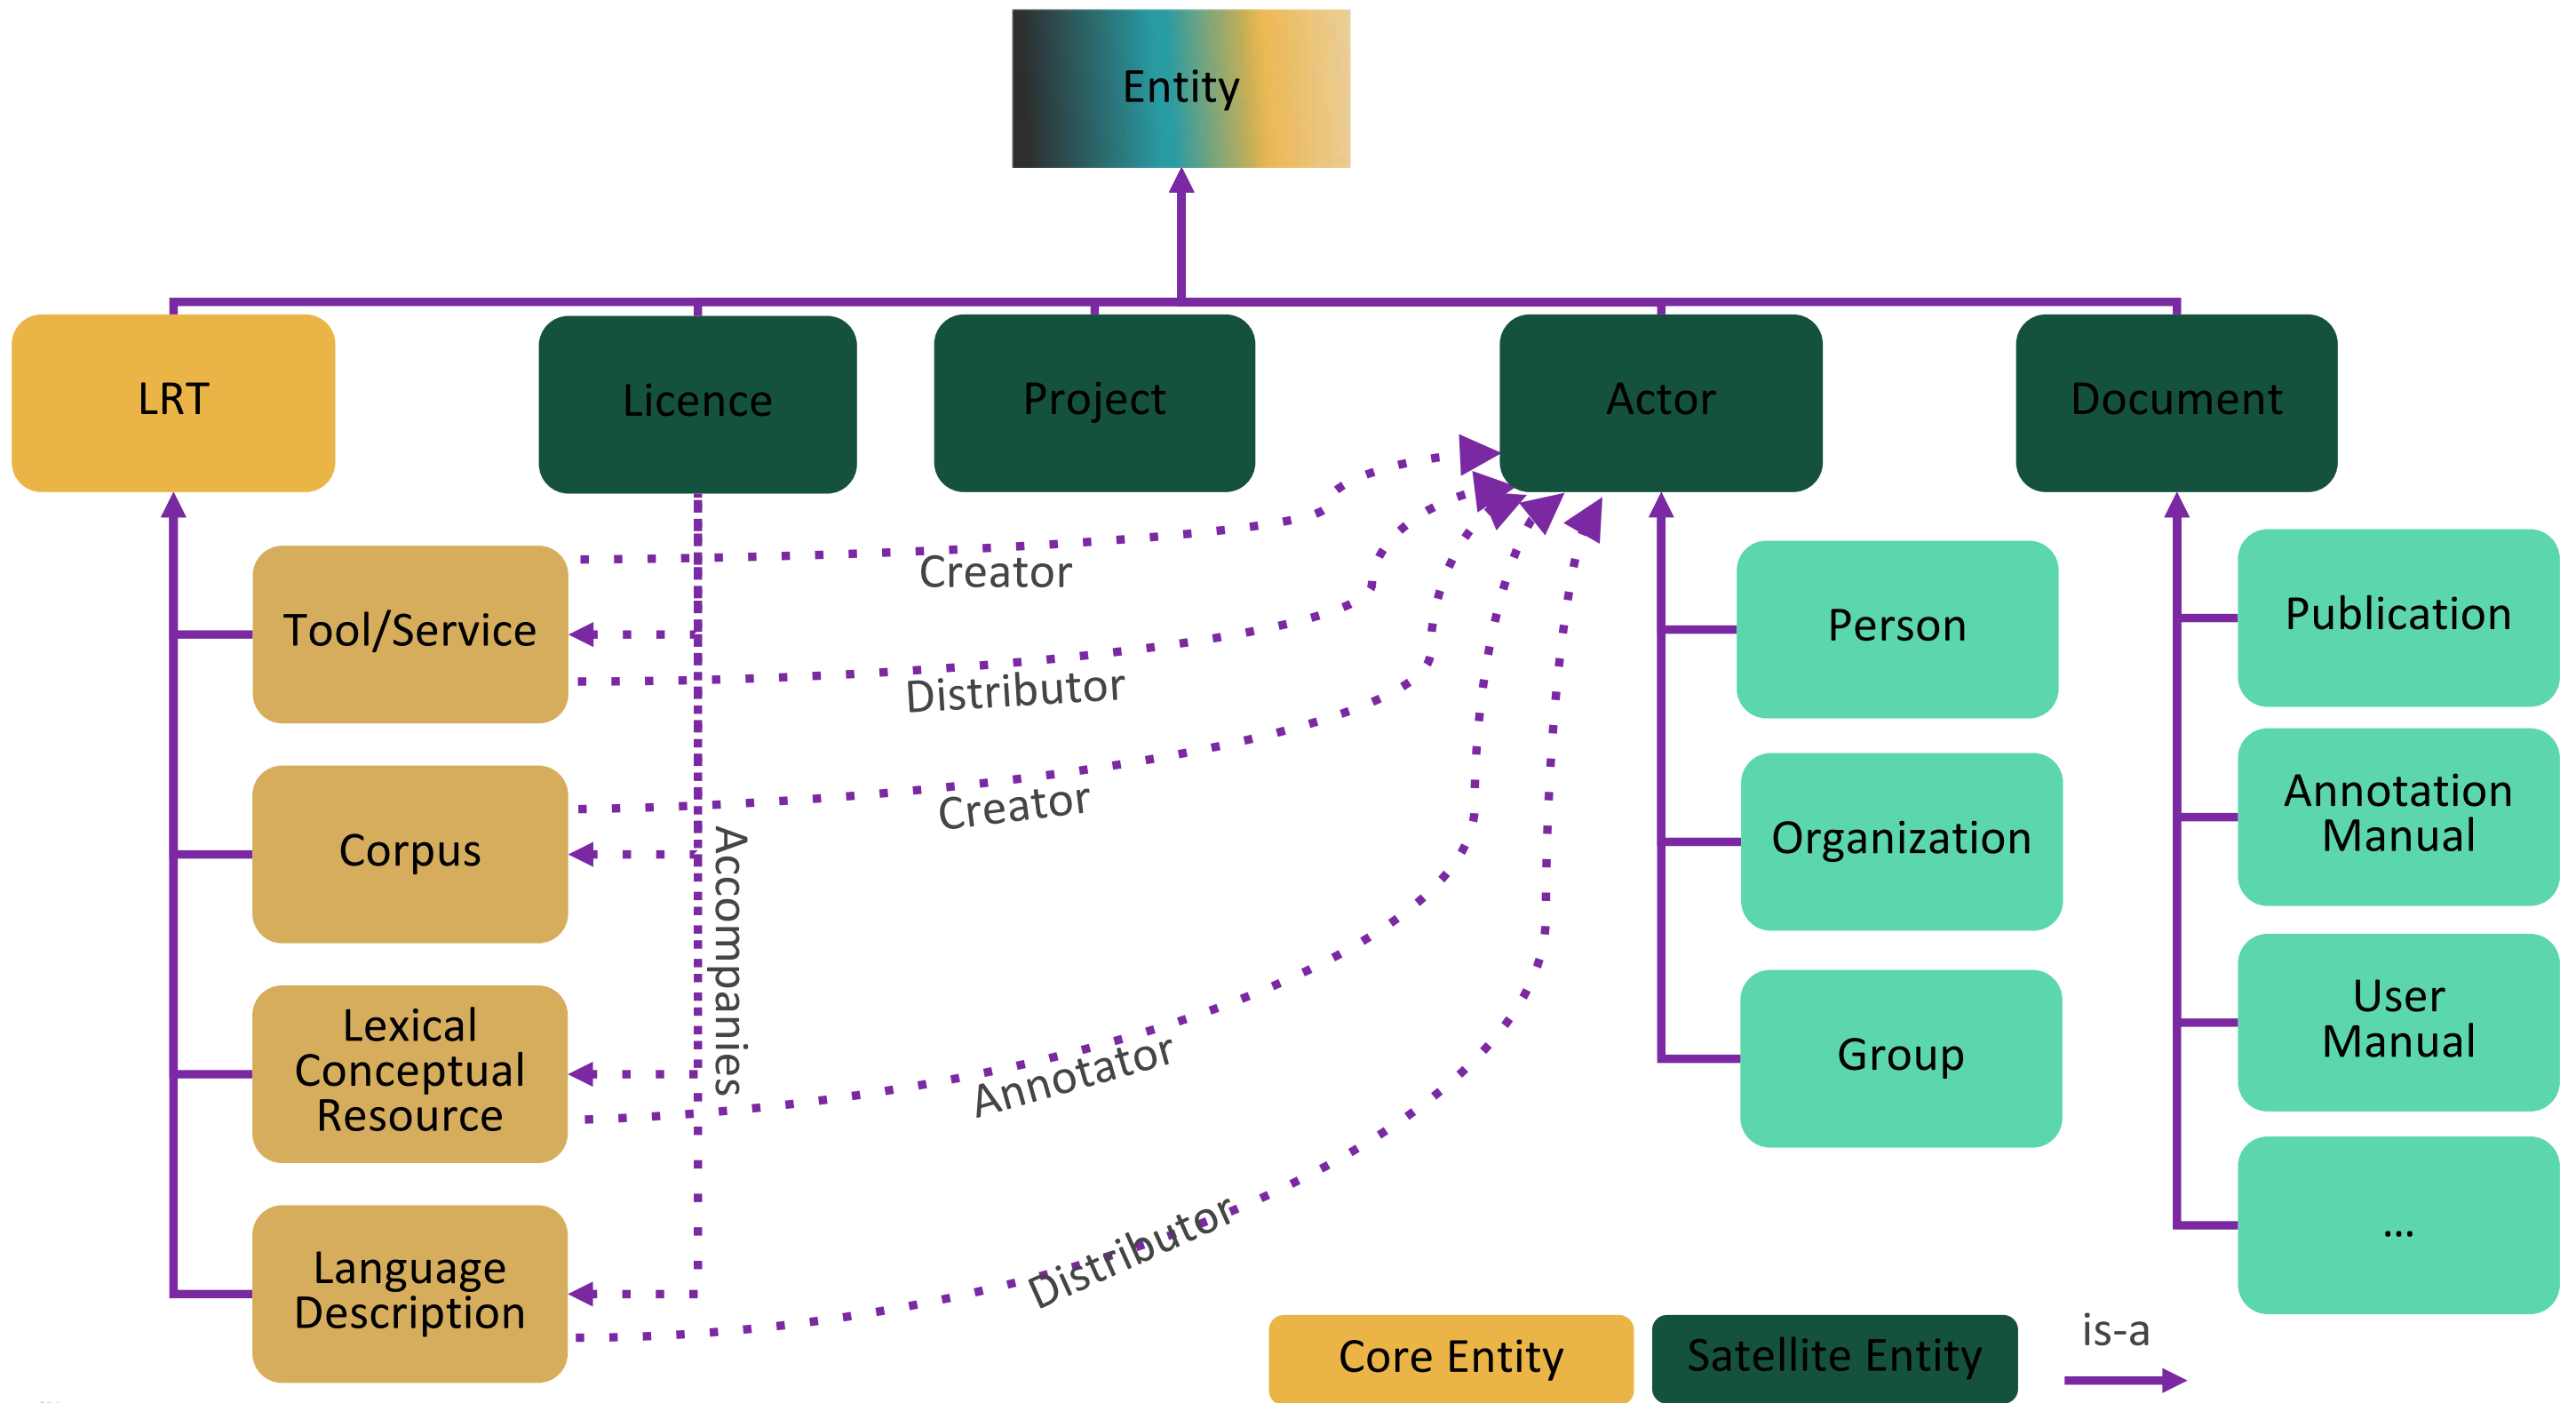 Entity
LRT
Licence
Project
Actor
Document
Creator
Tool/Service
Distributor
Person
Publication
Corpus
Creator
Accompanies
Organization
Annotation
Manual
Lexical
Conceptual
Resource
Annotator
Group
User
Manual
Language
Description
Distributor
...
Core Entity
Satellite Entity
is-a